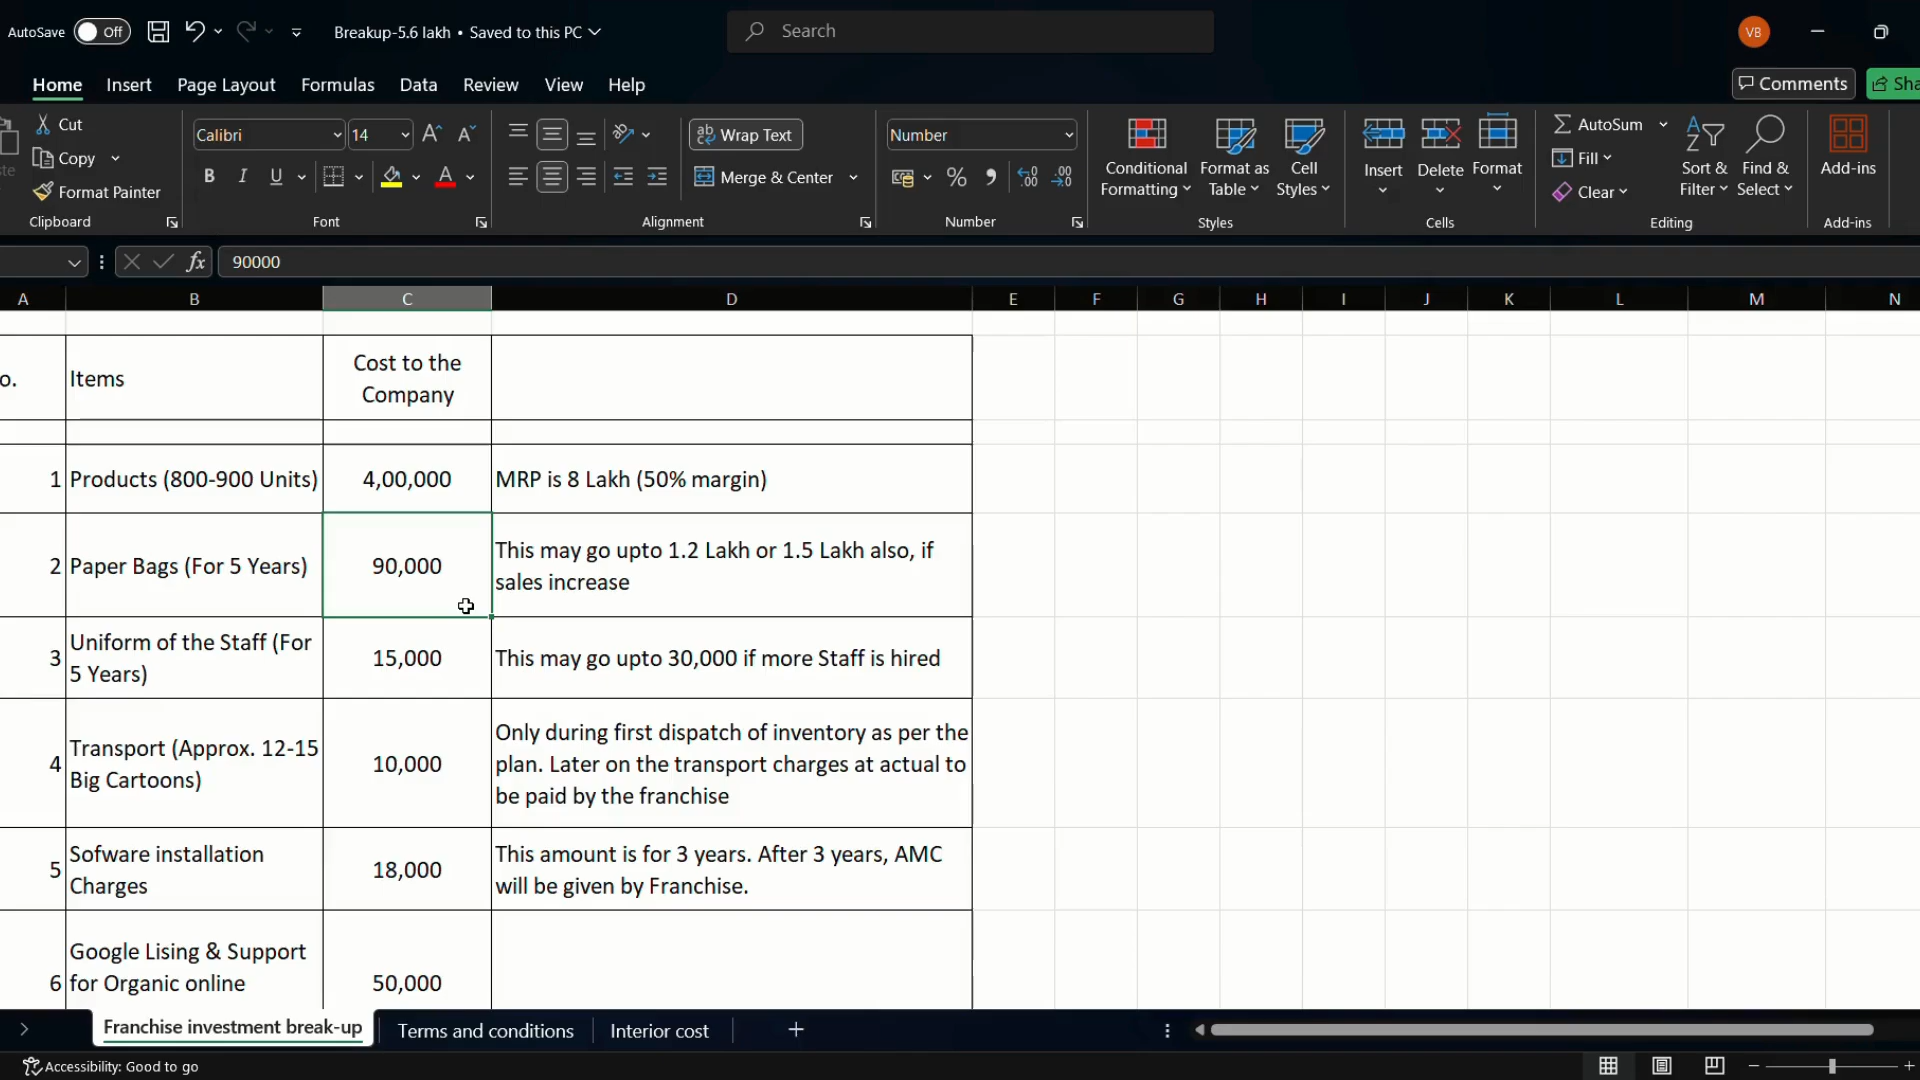 AutoSave Off Breakup-5.6 lakh • Saved to this PC Search VB
Home Insert Page Layout Formulas Data Review View Help Comments
Cut
Copy
Format Painter
Clipboard
Calibri 14
B I U A
Font
Wrap Text
Merge & Center
Alignment
Number
% 
Number
Conditional
Formatting
Format as
Table
Cell
Styles
Styles
Insert Delete Format
Cells
AutoSum
Fill
Clear
Sort &
Filter
Find &
Select
Editing
Add-ins
Add-ins
fx 90000
A B C D E F G H I J K L M N
o. Items Cost to the
Company
1 Products (800-900 Units) 4,00,000 MRP is 8 Lakh (50% margin)
2 Paper Bags (For 5 Years) 90,000 This may go upto 1.2 Lakh or 1.5 Lakh also, if
sales increase
3 Uniform of the Staff (For
5 Years) 15,000 This may go upto 30,000 if more Staff is hired
4 Transport (Approx. 12-15
Big Cartoons) 10,000 Only during first dispatch of inventory as per the
plan. Later on the transport charges at actual to
be paid by the franchise
5 Sofware installation
Charges 18,000 This amount is for 3 years. After 3 years, AMC
will be given by Franchise.
6 Google Lising & Support
for Organic online 50,000
Franchise investment break-up Terms and conditions Interior cost
Accessibility: Good to go